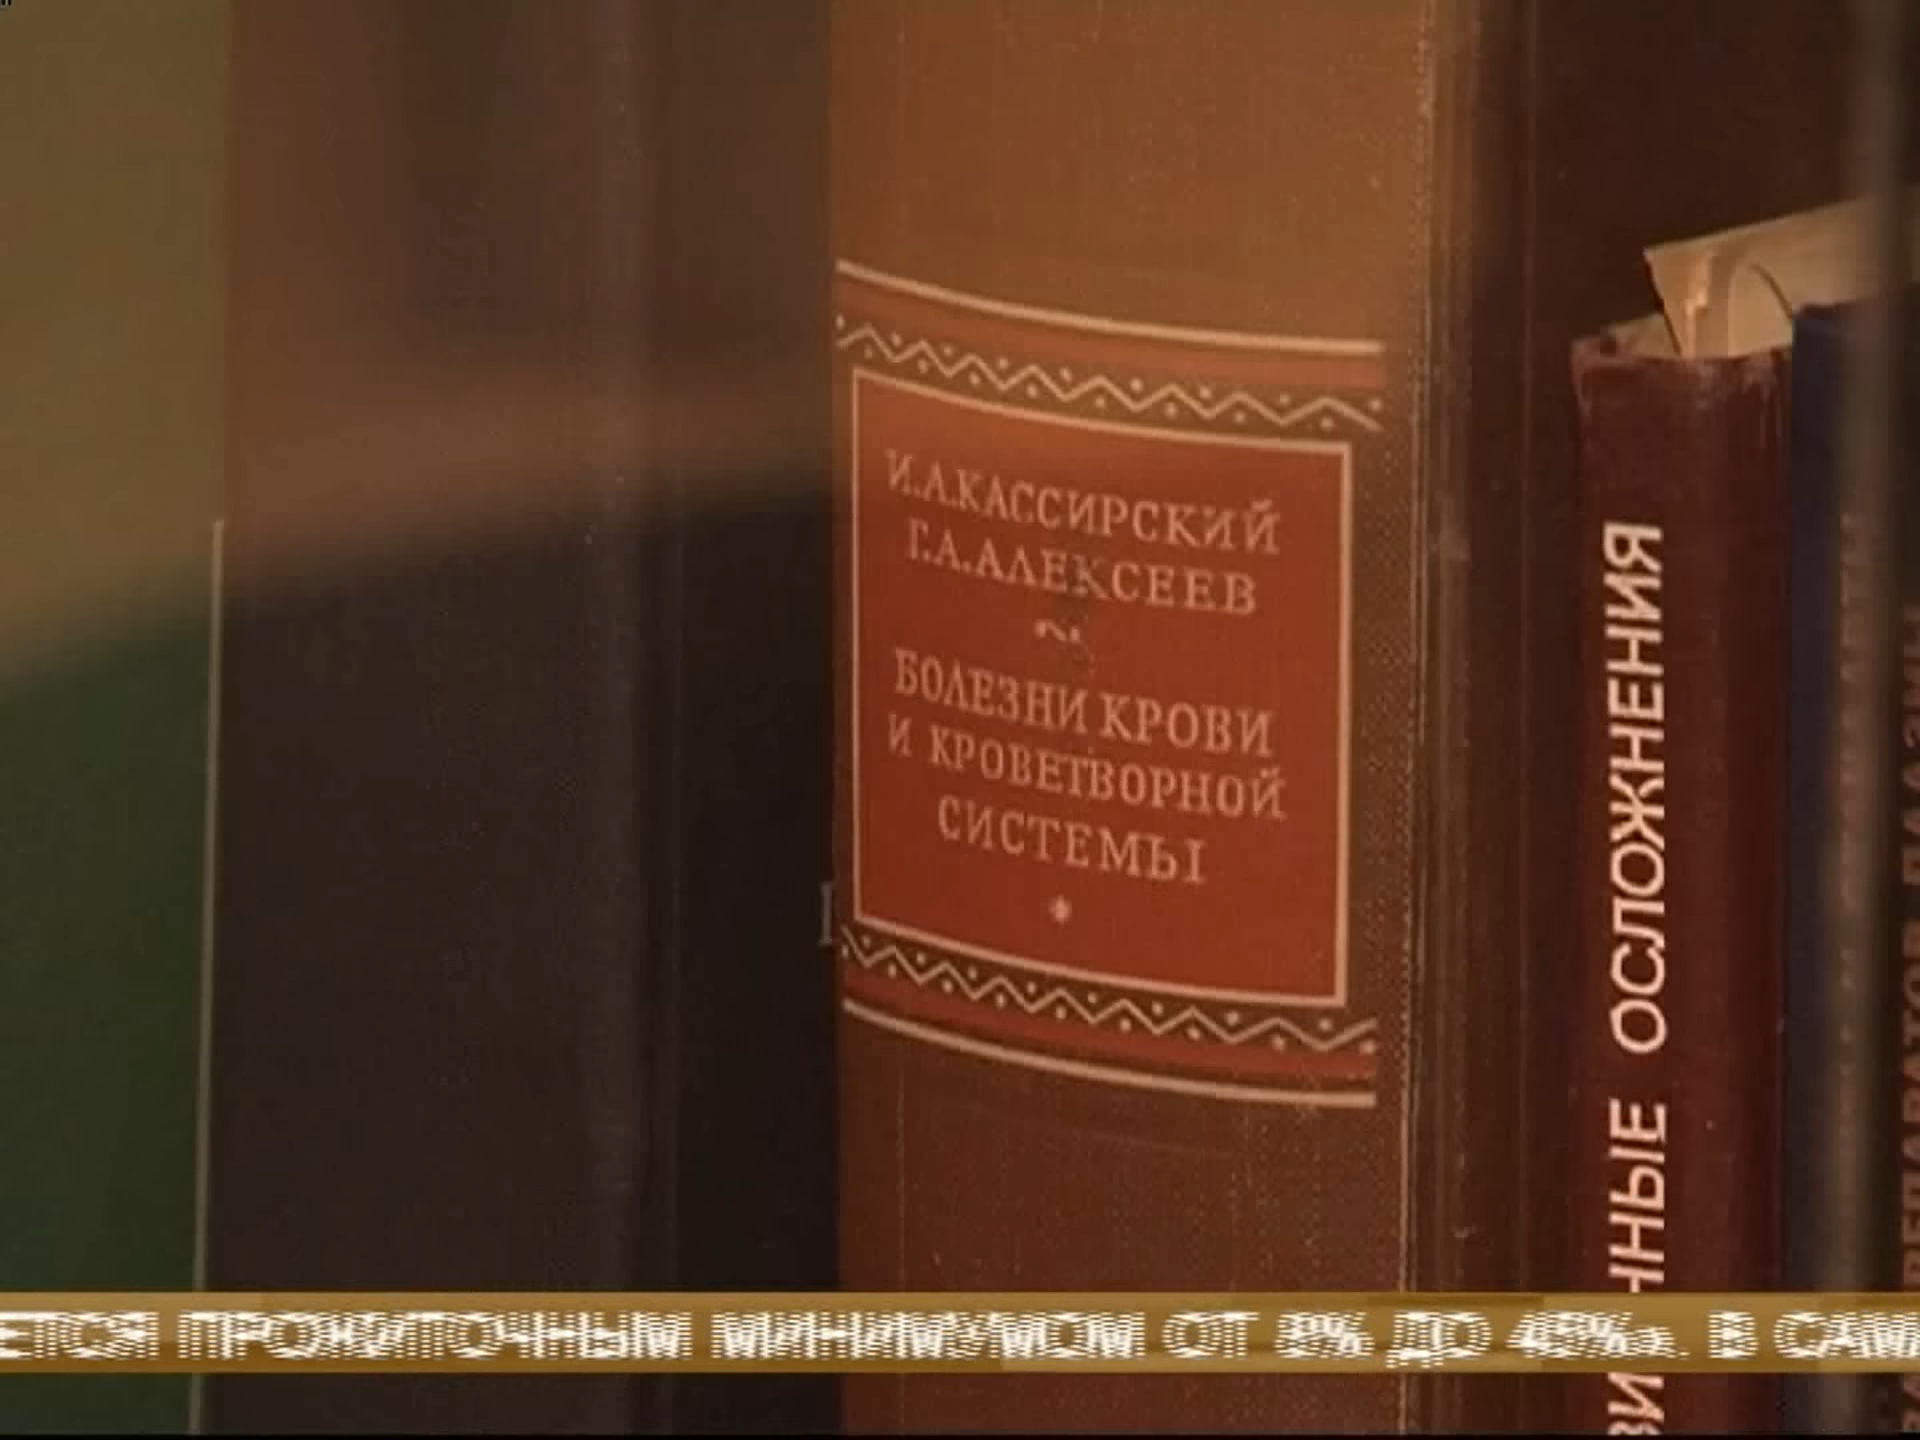 И.А.КАССИРСКИЙ
Г.А.АЛЕКСЕЕВ
БОЛЕЗНИ КРОВИ
И КРОВЕТВОРНОЙ
СИСТЕМЫ
ОСЛОЖНЕНИЯ
ПРОЖИТОЧНЫМ МИНИМУМОМ ОТ 8% ДО 45%». В